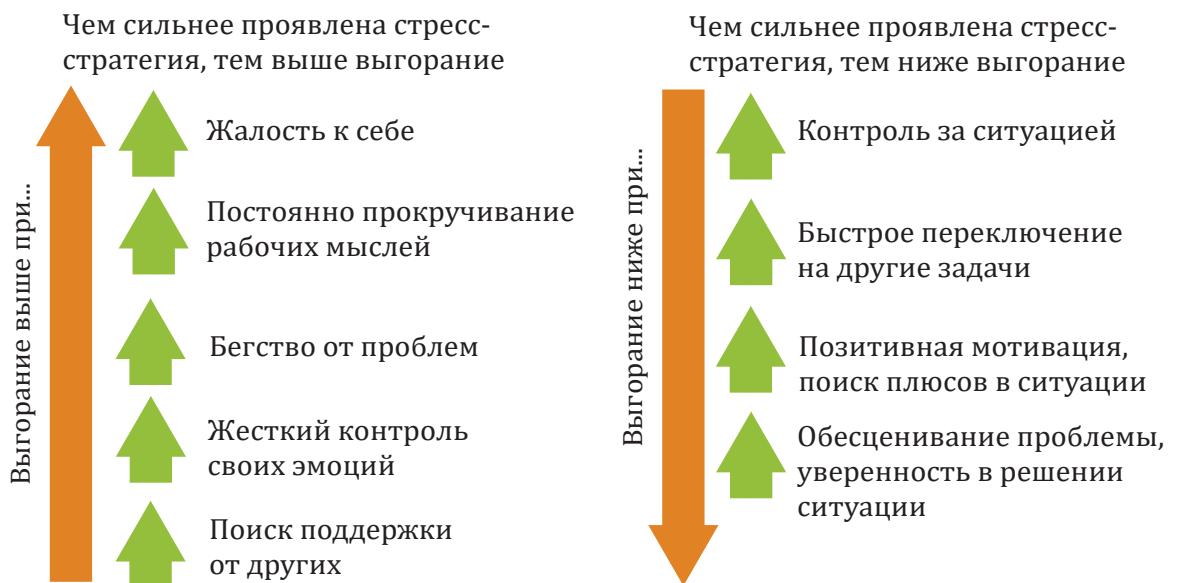 Чем сильнее проявлена стресс-
стратегия, тем выше выгорание
Выгорание выше при...
Жалость к себе
Постоянно прокручивание
рабочих мыслей
Бегство от проблем
Жесткий контроль
своих эмоций
Поиск поддержки
от других
Чем сильнее проявлена стресс-
стратегия, тем ниже выгорание
Выгорание ниже при...
Контроль за ситуацией
Быстрое переключение
на другие задачи
Позитивная мотивация,
поиск плюсов в ситуации
Обесценивание проблемы,
уверенность в решении
ситуации